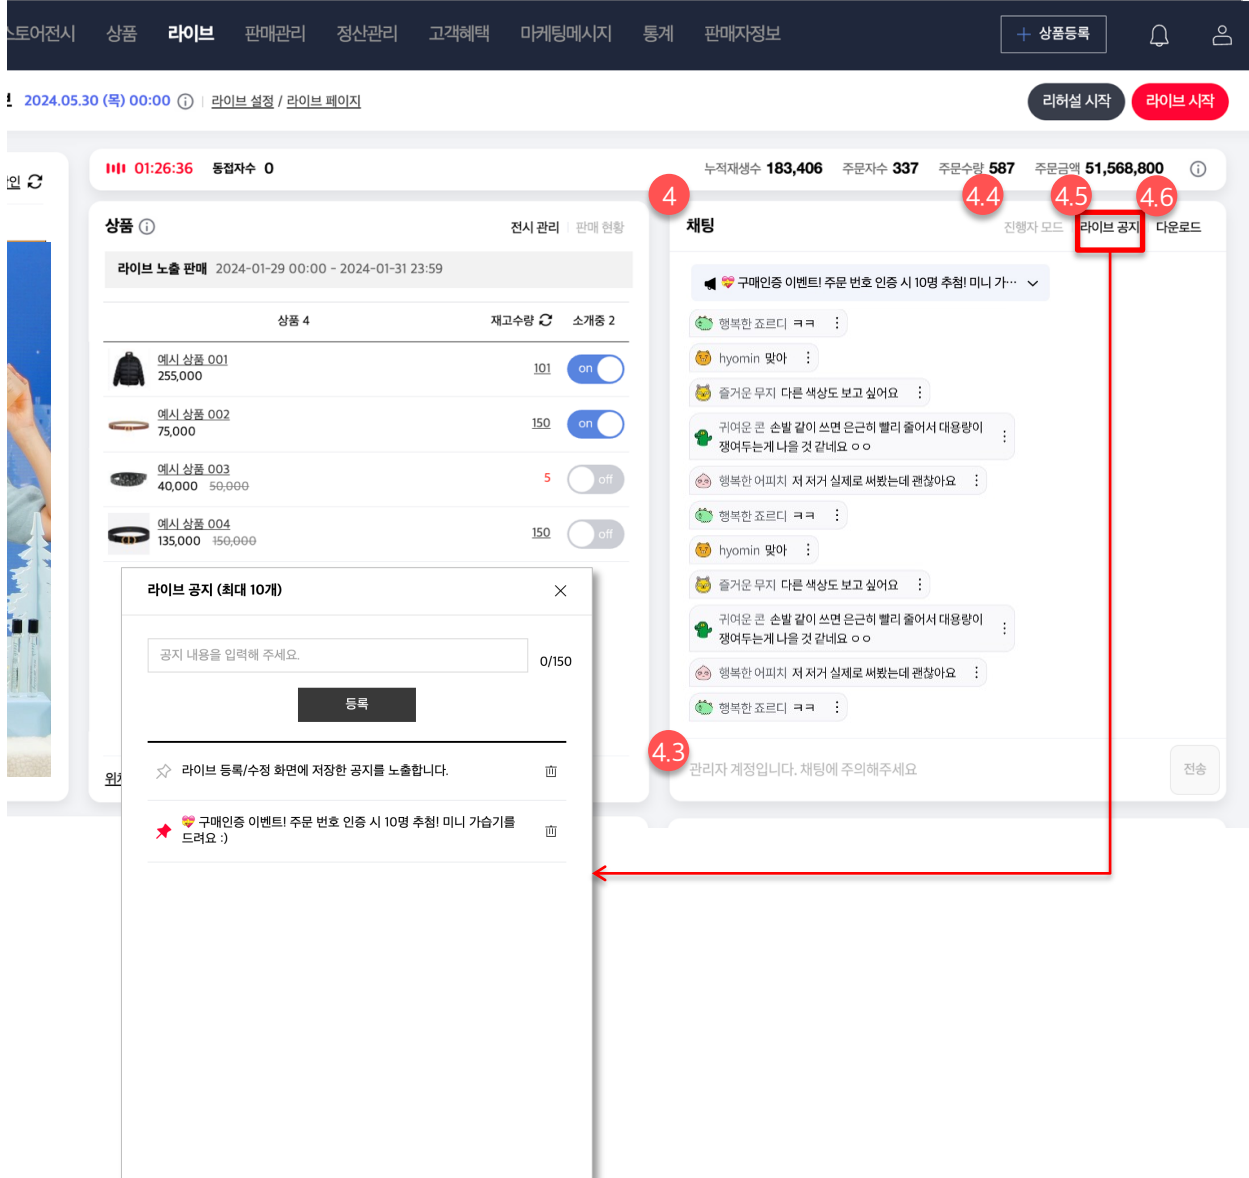 스토어전시 상품 라이브 판매관리 정산관리 고객혜택 마케팅메시지 통계 판매자정보 + 상품등록
2024.05.30 (목) 00:00 라이브 설정 / 라이브 페이지 리허설 시작 라이브 시작
01:26:36 동접자수 0 누적재생수 183,406 주문자수 337 주문수량 587 주문금액 51,568,800
4 4.4 4.5 4.6
상품 전시 관리 판매 현황
라이브 노출 판매 2024-01-29 00:00 - 2024-01-31 23:59
상품 4 재고수량 소개중 2
예시 상품 001
255,000 101 on
예시 상품 002
75,000 150 on
예시 상품 003
40,000 50,000 5 off
예시 상품 004
135,000 150,000 150 off
채팅 진행자 모드 라이브 공지 다운로드
💝 구매인증 이벤트! 주문 번호 인증 시 10명 추첨! 미니 가…
행복한 죠르디 ㅋㅋ
hyomin 맞아
즐거운 무지 다른 색상도 보고 싶어요
귀여운 콘 손발 같이 쓰면 은근히 빨리 줄어서 대용량이
쟁여두는게 나을 것 같네요 ㅇㅇ
행복한 어피치 저 저거 실제로 써봤는데 괜찮아요
행복한 죠르디 ㅋㅋ
hyomin 맞아
즐거운 무지 다른 색상도 보고 싶어요
귀여운 콘 손발 같이 쓰면 은근히 빨리 줄어서 대용량이
쟁여두는게 나을 것 같네요 ㅇㅇ
행복한 어피치 저 저거 실제로 써봤는데 괜찮아요
행복한 죠르디 ㅋㅋ
4.3
관리자 계정입니다. 채팅에 주의해주세요 전송
라이브 공지 (최대 10개)
공지 내용을 입력해 주세요. 0/150
등록
라이브 등록/수정 화면에 저장한 공지를 노출합니다.
💝 구매인증 이벤트! 주문 번호 인증 시 10명 추첨! 미니 가습기를
드려요 :)